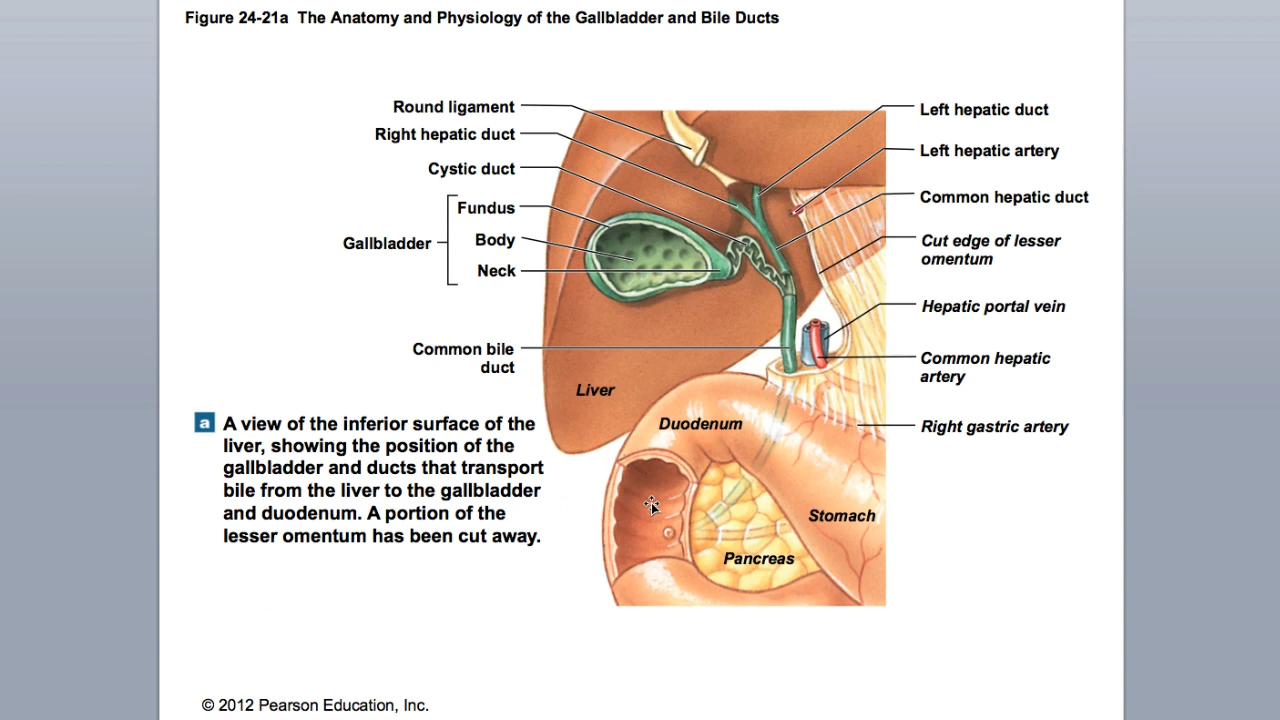 Figure 24-21a The Anatomy and Physiology of the Gallbladder and Bile Ducts
Round ligament
Right hepatic duct
Cystic duct
Fundus
Gallbladder
Body
Neck
Common bile
duct
Left hepatic duct
Left hepatic artery
Common hepatic duct
Cut edge of lesser
omentum
Hepatic portal vein
Common hepatic
artery
Right gastric artery
Liver
Duodenum
Stomach
Pancreas
a A view of the inferior surface of the
liver, showing the position of the
gallbladder and ducts that transport
bile from the liver to the gallbladder
and duodenum. A portion of the
lesser omentum has been cut away.
© 2012 Pearson Education, Inc.